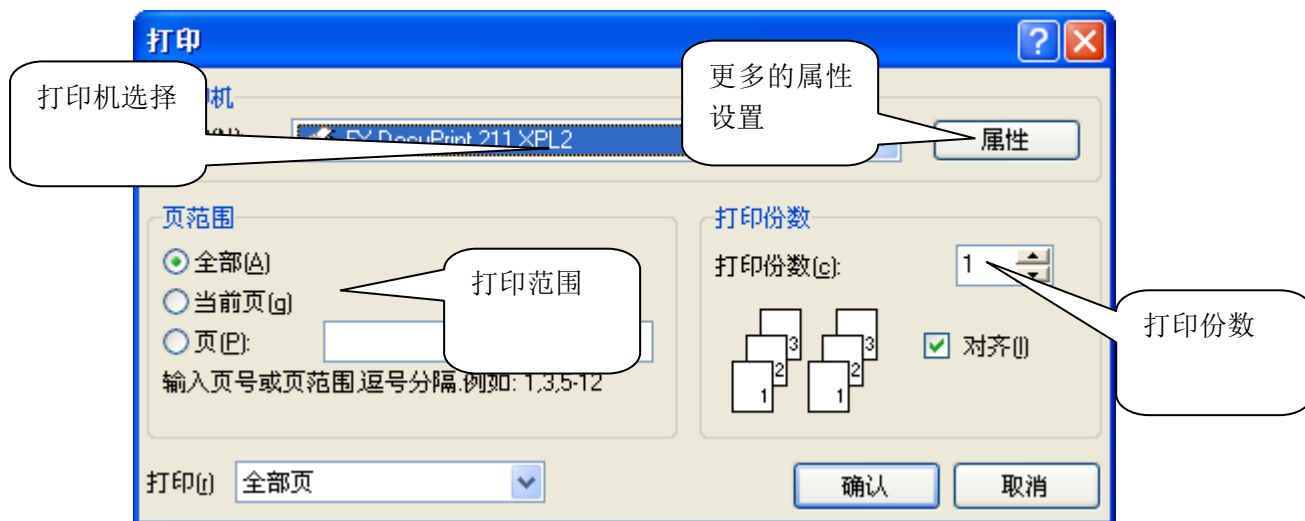 打印
打印机选择
更多的属性
设置
机
FX DocuPrint 211 XPL2
属性
页范围
全部(A)
当前页(g)
页(P):
输入页号或页范围,逗号分隔.例如: 1,3,5-12
打印范围
打印份数
打印份数(c):
1
3 3
2 2
1 1
对齐(l)
打印份数
打印(r) 全部页
确认 取消